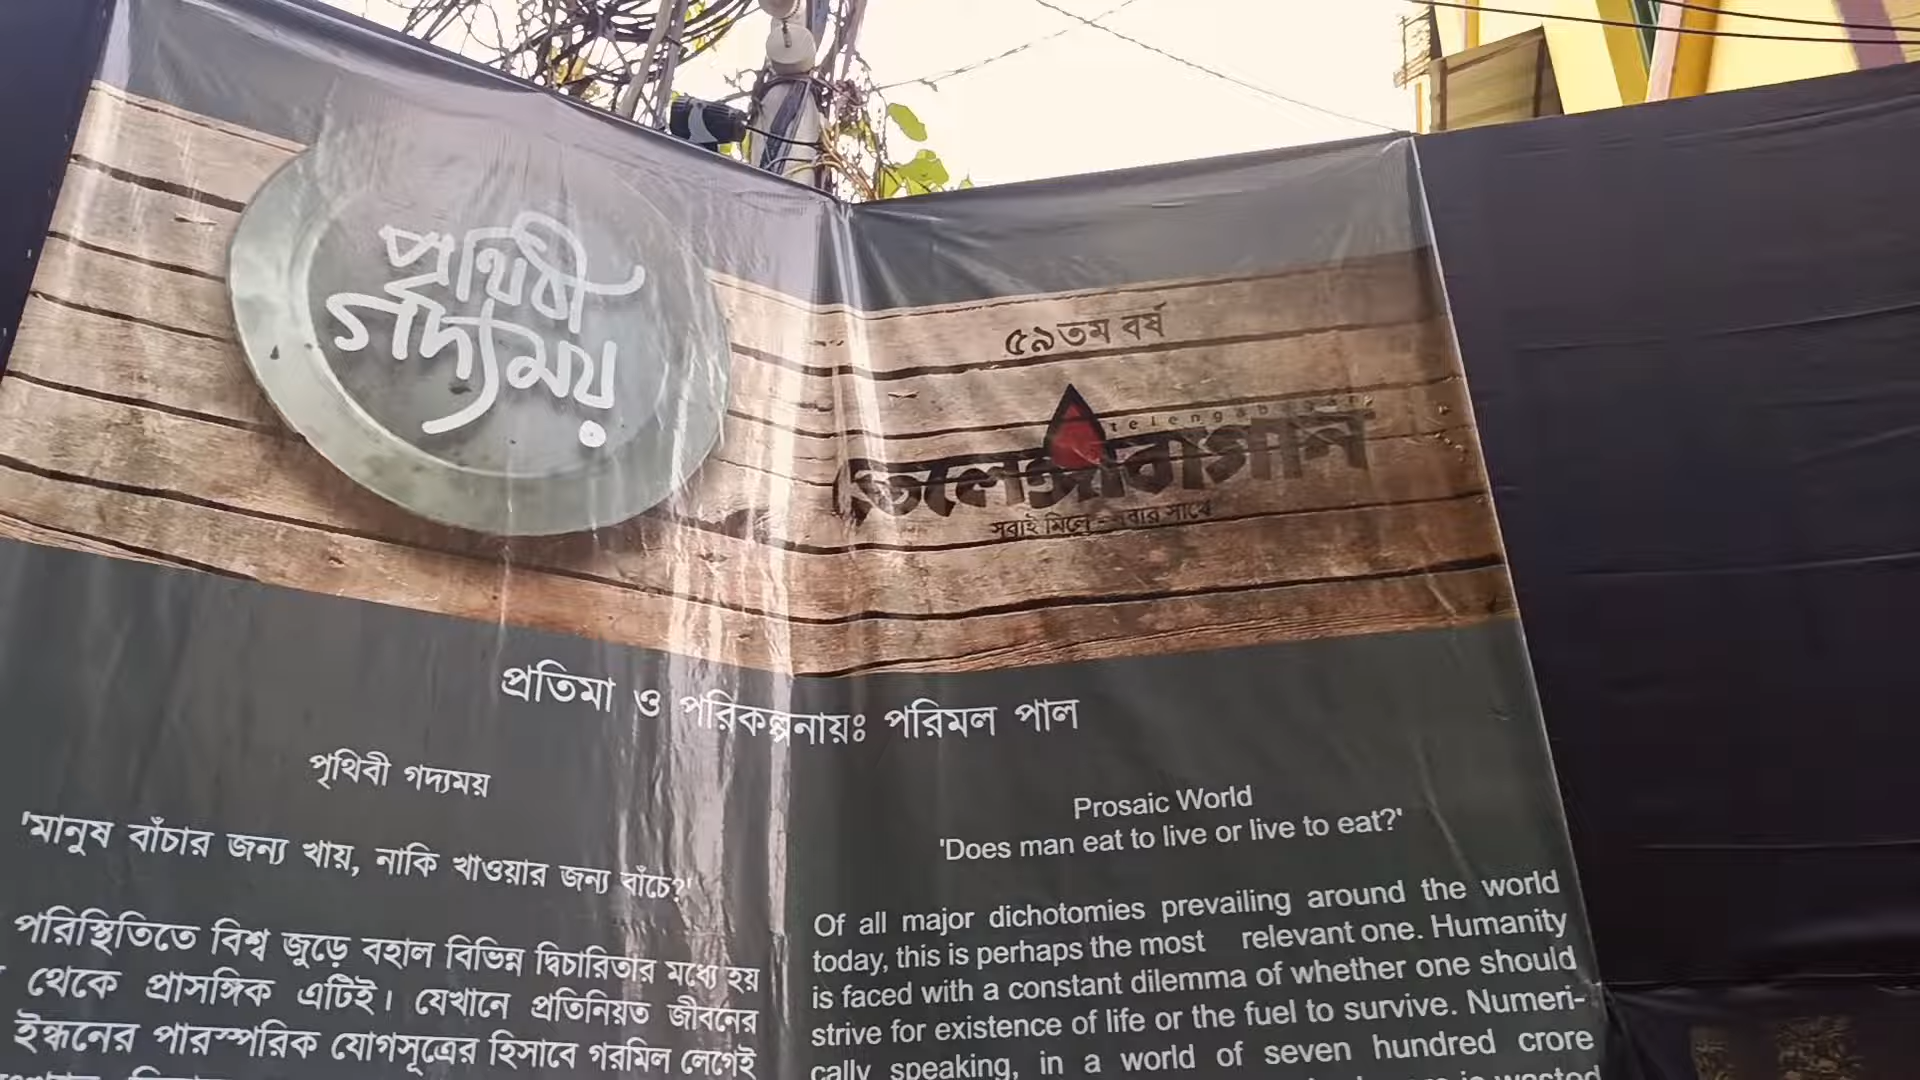 পৃথিবী
গদ্যময়
৫৯তম বর্ষ
telengabagan
তেলেঙ্গাবাগান
সবাই মিলে - সবার সাথে
প্রতিমা ও পরিকল্পনায়ঃ পরিমল পাল
পৃথিবী গদ্যময়
'মানুষ বাঁচার জন্য খায়, নাকি খাওয়ার জন্য বাঁচে?'
পরিস্থিতিতে বিশ্ব জুড়ে বহাল বিভিন্ন দ্বিচারিতার মধ্যে হয়
থেকে প্রাসঙ্গিক এটিই। যেখানে প্রতিনিয়ত জীবনের
ইন্ধনের পারস্পরিক যোগসূত্রের হিসাবে গরমিল লেগেই
Prosaic World
'Does man eat to live or live to eat?'
Of all major dichotomies prevailing around the world
today, this is perhaps the most relevant one. Humanity
is faced with a constant dilemma of whether one should
strive for existence of life or the fuel to survive. Numeri-
cally speaking, in a world of seven hundred crore
is wasted